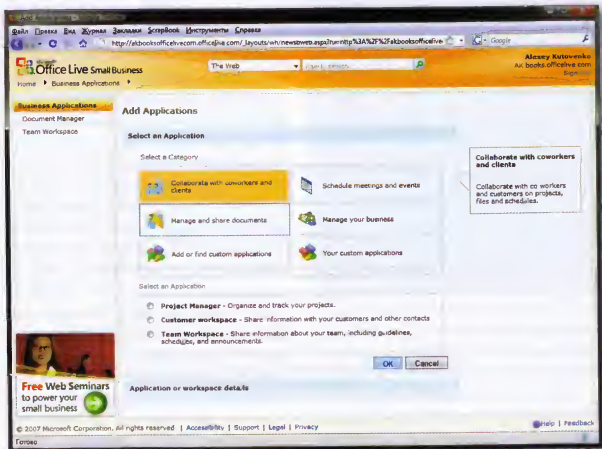 Add Applications
Файл Правка Вид Журнал Закладки ScrapBook Инструменты Справка
Google
Office Live Small Business
The Web
Alexey Kutovenko
AK books.officelive.com
Home ▸ Business Applications ▸
Business Applications
Document Manager
Team Workspace
Add Applications
Select an Application
Select a Category
Collaborate with coworkers and clients
Schedule meetings and events
Manage and share documents
Manage your business
Add or find custom applications
Your custom applications
Collaborate with coworkers
and clients
Collaborate with co workers
and customers on projects,
files and schedules.
Select an Application
Project Manager - Organize and track your projects.
Customer workspace - Share information with your customers and other contacts
Team Workspace - Share information about your team, including guidelines,
schedules, and announcements.
OK Cancel
Free Web Seminars
to power your
small business
Application or workspace details
© 2007 Microsoft Corporation. All rights reserved | Accessibility | Support | Legal | Privacy
Help | Feedback
Готово